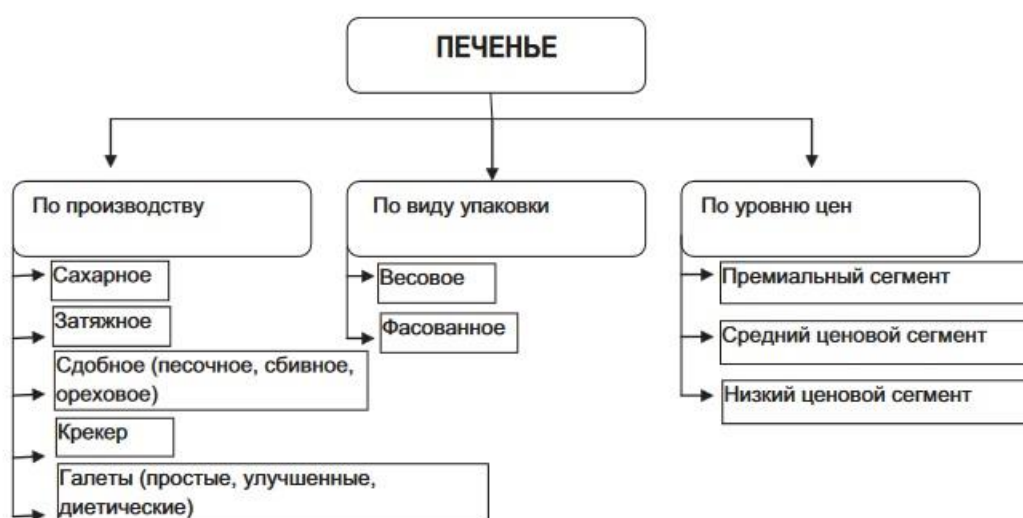 ПЕЧЕНЬЕ
По производству
Сахарное
Затяжное
Сдобное (песочное, сбивное,
ореховое)
Крекер
Галеты (простые, улучшенные,
диетические)
По виду упаковки
Весовое
Фасованное
По уровню цен
Премиальный сегмент
Средний ценовой сегмент
Низкий ценовой сегмент